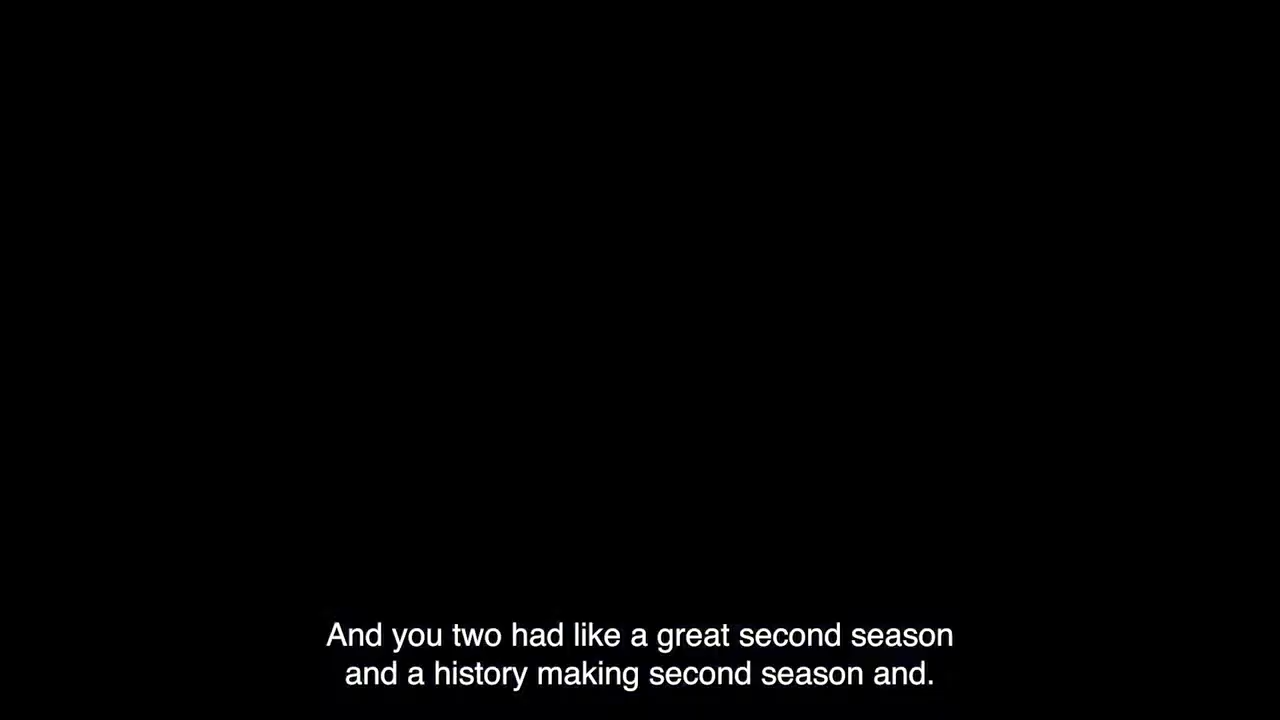 And you two had like a great second season
and a history making second season and.